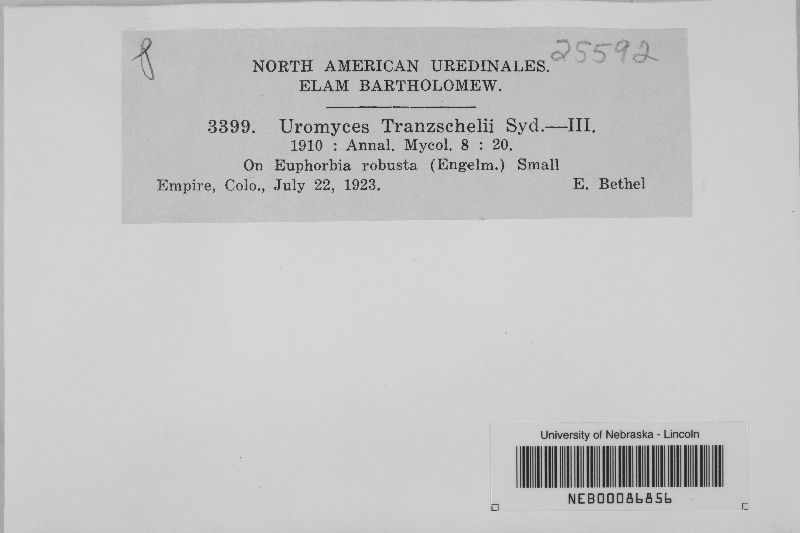 25592
NORTH AMERICAN UREDINALES.
ELAM BARTHOLOMEW.
3399. Uromyces Tranzschelii Syd.—III.
1910 : Annal. Mycol. 8 : 20.
On Euphorbia robusta (Engelm.) Small
Empire, Colo., July 22, 1923. E. Bethel
University of Nebraska - Lincoln
NEB00086856